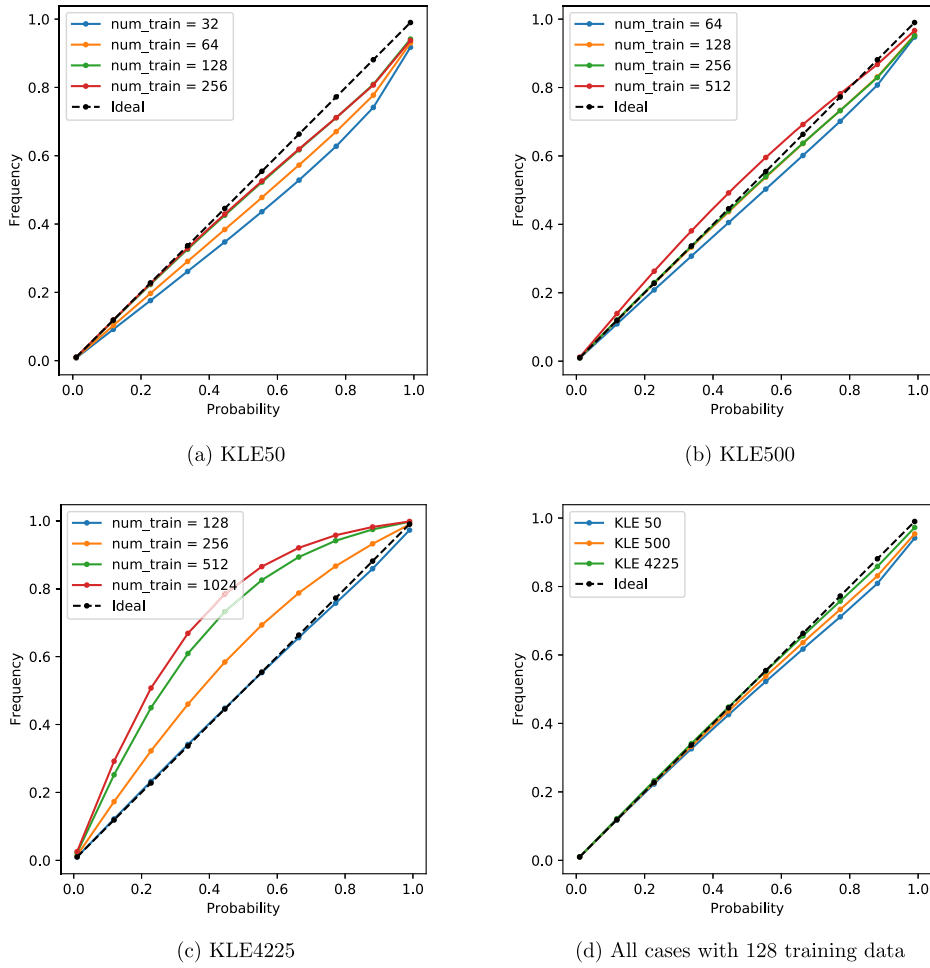 num_train = 32
num_train = 64
num_train = 128
num_train = 256
Ideal
Frequency
1.0
0.8
0.6
0.4
0.2
0.0
0.0 0.2 0.4 0.6 0.8 1.0
Probability
(a) KLE50
num_train = 64
num_train = 128
num_train = 256
num_train = 512
Ideal
Frequency
1.0
0.8
0.6
0.4
0.2
0.0
0.0 0.2 0.4 0.6 0.8 1.0
Probability
(b) KLE500
num_train = 128
num_train = 256
num_train = 512
num_train = 1024
Ideal
Frequency
1.0
0.8
0.6
0.4
0.2
0.0
0.0 0.2 0.4 0.6 0.8 1.0
Probability
(c) KLE4225
KLE 50
KLE 500
KLE 4225
Ideal
Frequency
1.0
0.8
0.6
0.4
0.2
0.0
0.0 0.2 0.4 0.6 0.8 1.0
Probability
(d) All cases with 128 training data